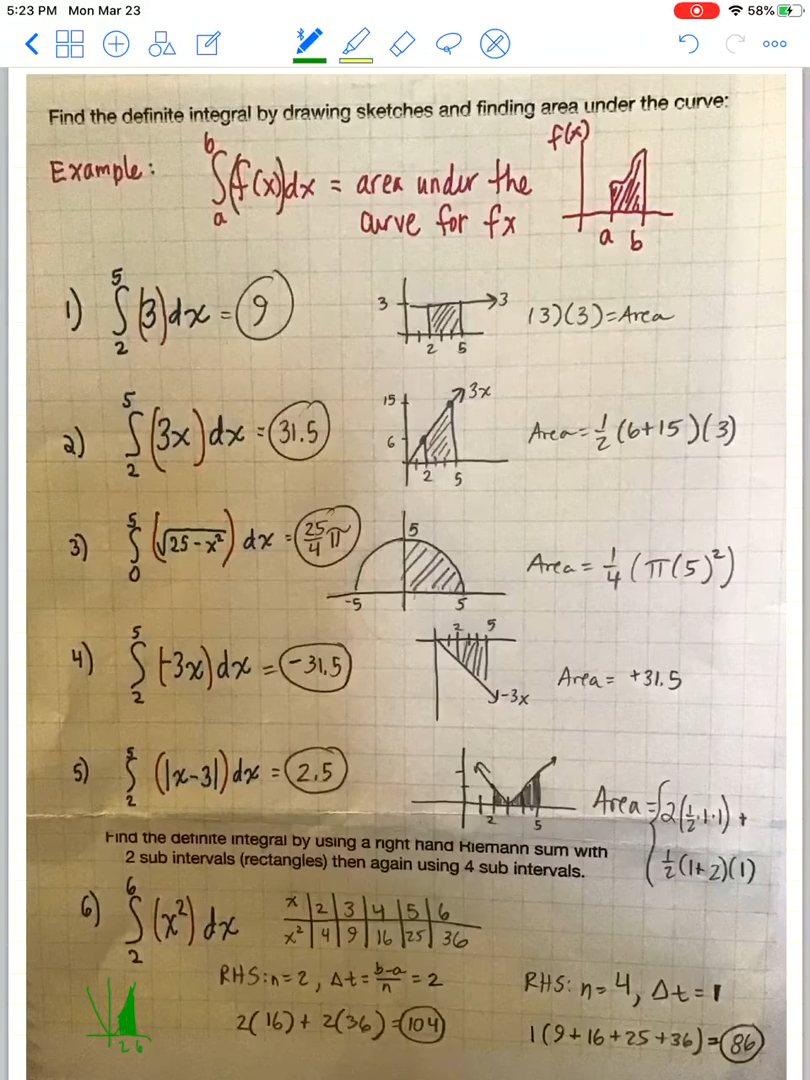 5:23 PM Mon Mar 23
58%
Find the definite integral by drawing sketches and finding area under the curve:
Example: ∫ₐᵇ (f(x))dx = area under the curve for fx
f(x)
a b
1) ∫₂⁵ (3)dx = 9
3 3
2 5
(3)(3)=Area
2) ∫₂⁵ (3x)dx = 31.5
15 3x
6
2 5
Area = 1/2 (6+15)(3)
3) ∫₀⁵ (√25-x²) dx = 25/4 π
5
-5 5
Area = 1/4 (π(5)²)
4) ∫₂⁵ (-3x)dx = -31.5
2 5
-3x
Area = +31.5
5) ∫₂⁵ (|x-3|)dx = 2.5
2 5
Area = { 2(1/2·1·1) +
1/2(1+2)(1)
Find the definite integral by using a right hand Riemann sum with
2 sub intervals (rectangles) then again using 4 sub intervals.
6) ∫₂⁶ (x²) dx
x | 2 | 3 | 4 | 5 | 6
x² | 4 | 9 | 16 | 25 | 36
RHS: n=2, Δt = b-a/n = 2
2(16) + 2(36) = 104
RHS: n=4, Δt = 1
1(9+16+25+36) = 86
2 6